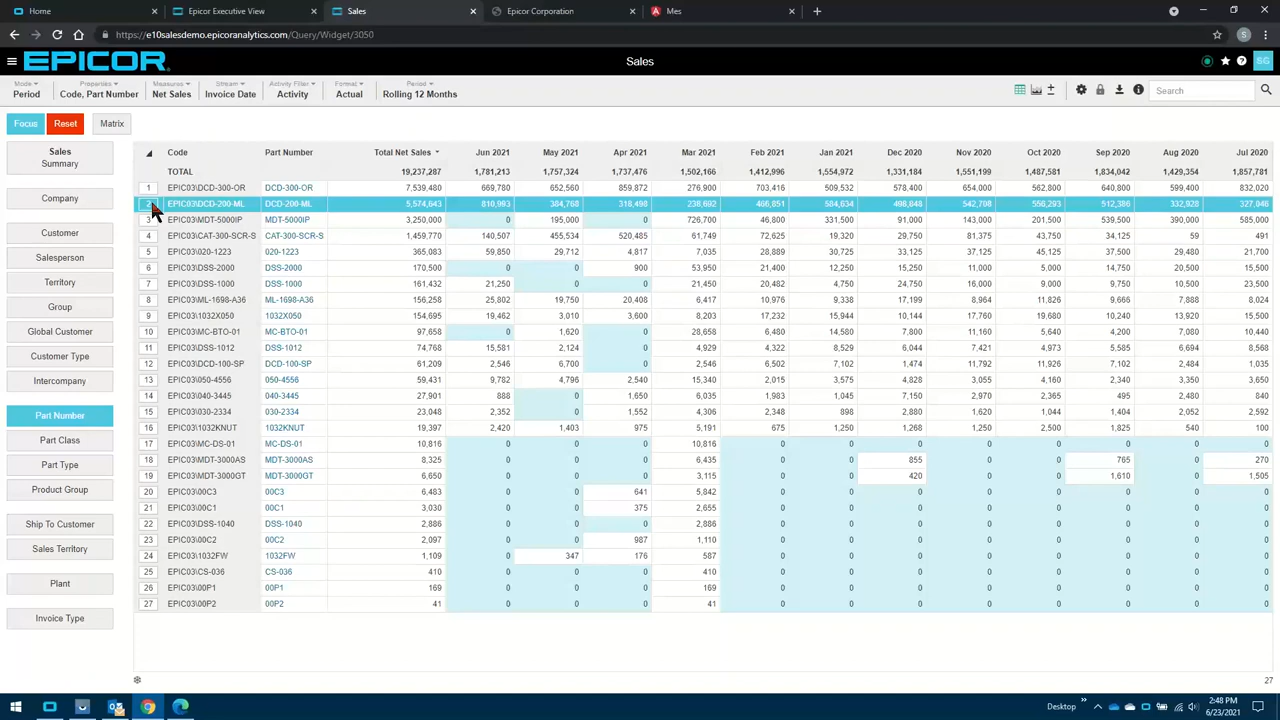 Home
Epicor Executive View
Sales
Epicor Corporation
Mes
https://e10salesdemo.epicoranalytics.com/Query/Widget/3050
S
EPICOR
Sales
SG
Mode Properties Measures Stream Activity Filter Format Period
Period Code, Part Number Net Sales Invoice Date Activity Actual Rolling 12 Months
Search
Focus Reset Matrix
Sales
Summary
Company
Customer
Salesperson
Territory
Group
Global Customer
Customer Type
Intercompany
Part Number
Part Class
Part Type
Product Group
Ship To Customer
Sales Territory
Plant
Invoice Type
Code Part Number Total Net Sales Jun 2021 May 2021 Apr 2021 Mar 2021 Feb 2021 Jan 2021 Dec 2020 Nov 2020 Oct 2020 Sep 2020 Aug 2020 Jul 2020
TOTAL 19,237,287 1,781,213 1,757,324 1,737,476 1,502,166 1,412,996 1,554,972 1,331,184 1,551,199 1,487,581 1,834,042 1,429,354 1,857,781
1 EPIC03\DCD-300-OR DCD-300-OR 7,539,480 669,780 652,560 859,872 276,900 703,416 509,532 578,400 654,000 562,800 640,818 599,400 832,020
2 EPIC03\DCD-200-ML DCD-200-ML 5,574,643 810,993 384,768 318,498 238,692 466,851 584,634 498,848 542,708 556,293 512,386 332,928 327,046
3 EPIC03\MDT-5000IP MDT-5000IP 3,250,000 0 195,000 0 726,700 46,800 331,500 91,000 143,000 201,500 539,500 390,000 585,000
4 EPIC03\CAT-300-SCR-S CAT-300-SCR-S 1,459,770 140,507 455,534 520,485 61,819 72,625 19,320 29,750 81,375 43,750 34,125 59 491
5 EPIC03\020-1223 020-1223 365,083 59,850 29,712 4,817 7,035 28,889 30,725 33,125 37,125 45,125 37,250 30,275 21,155
6 EPIC03\DSS-2000 DSS-2000 170,500 0 0 900 53,950 21,400 12,250 15,250 11,000 5,000 14,750 20,500 15,500
7 EPIC03\DSS-1000 DSS-1000 161,432 21,250 0 0 21,450 20,482 4,750 24,750 16,000 9,000 9,750 10,500 23,500
8 EPIC03\ML-1698-A36 ML-1698-A36 156,258 25,802 19,750 20,408 6,417 10,976 9,338 17,199 8,964 11,826 9,666 7,888 8,024
9 EPIC03\1032X050 1032X050 154,695 19,462 3,010 3,600 8,203 17,232 15,944 10,144 17,760 19,680 10,240 13,920 15,500
10 EPIC03\MC-BTO-01 MC-BTO-01 97,658 0 1,620 0 28,658 6,480 14,580 7,800 11,160 5,640 4,200 7,080 10,440
11 EPIC03\DSS-1012 DSS-1012 74,768 15,581 2,124 0 4,929 4,322 8,529 6,044 7,421 4,923 5,585 6,694 8,568
12 EPIC03\DCD-100-SP DCD-100-SP 61,209 2,546 6,700 0 2,546 6,502 7,102 1,474 11,792 11,926 7,102 2,484 1,035
13 EPIC03\050-4556 050-4556 59,431 9,782 4,796 2,540 15,340 2,015 3,575 4,828 3,055 4,160 2,340 3,350 3,650
14 EPIC03\040-3445 040-3445 27,901 888 0 1,650 6,035 1,983 1,045 7,150 2,970 2,365 495 2,480 840
15 EPIC03\030-2334 030-2334 23,048 2,352 0 1,552 4,306 2,348 898 2,880 1,620 1,044 1,404 2,052 2,592
16 EPIC03\1032KNUT 1032KNUT 19,397 2,420 1,403 975 5,191 675 1,250 1,268 1,250 2,500 1,825 540 100
17 EPIC03\MC-DS-01 MC-DS-01 10,816 0 0 0 10,816 0 0 0 0 0 0 0 0
18 EPIC03\MDT-3000AS MDT-3000AS 8,325 0 0 0 6,435 0 0 855 0 0 765 0 270
19 EPIC03\MDT-3000GT MDT-3000GT 6,650 0 0 0 3,115 0 0 420 0 0 1,610 0 1,505
20 EPIC03\00C3 00C3 6,483 0 0 641 5,842 0 0 0 0 0 0 0 0
21 EPIC03\00C1 00C1 3,030 0 0 375 2,655 0 0 0 0 0 0 0 0
22 EPIC03\DSS-1040 DSS-1040 2,886 0 0 0 2,886 0 0 0 0 0 0 0 0
23 EPIC03\00C2 00C2 2,097 0 0 987 1,110 0 0 0 0 0 0 0 0
24 EPIC03\1032FW 1032FW 1,109 0 347 176 587 0 0 0 0 0 0 0 0
25 EPIC03\CS-036 CS-036 410 0 0 0 410 0 0 0 0 0 0 0 0
26 EPIC03\00P1 00P1 169 0 0 0 169 0 0 0 0 0 0 0 0
27 EPIC03\00P2 00P2 41 0 0 0 41 0 0 0 0 0 0 0 0
27
Desktop
2:48 PM
6/23/2021